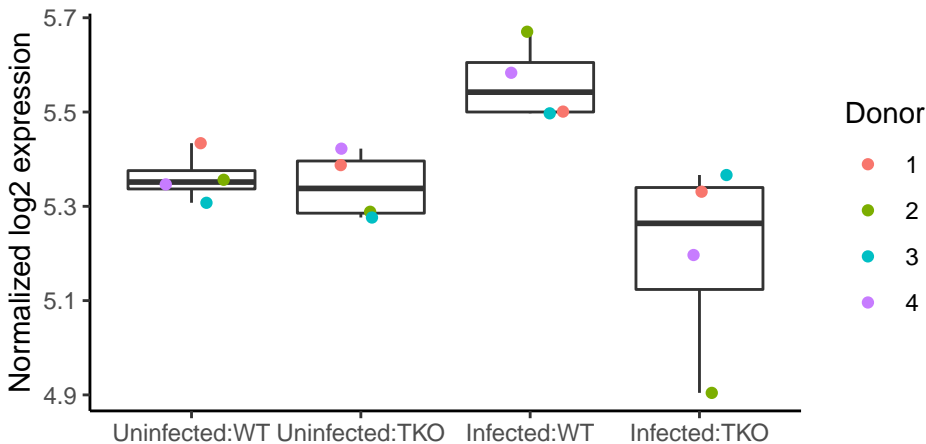 Normalized log2 expression
5.7
5.5
5.3
5.1
4.9
Uninfected:WT
Uninfected:TKO
Infected:WT
Infected:TKO
Donor
1
2
3
4